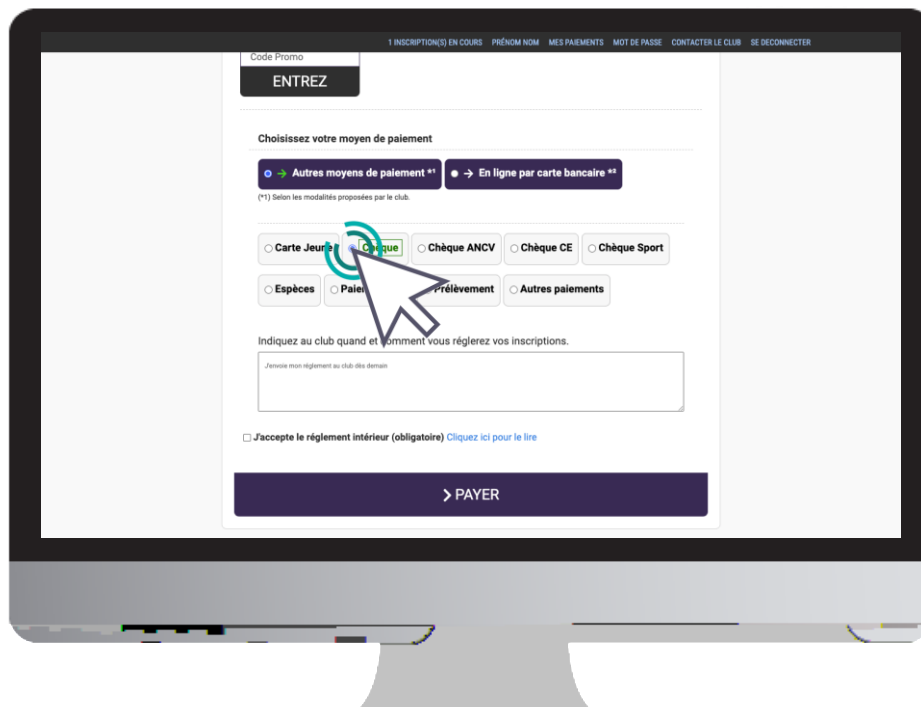 1 INSCRIPTION(S) EN COURS PRÉNOM NOM MES PAIEMENTS MOT DE PASSE CONTACTER LE CLUB SE DECONNECTER
Code Promo
ENTREZ
Choisissez votre moyen de paiement
→ Autres moyens de paiement *¹ → En ligne par carte bancaire *²
(*1) Selon les modalités proposées par le club.
Carte Jeune Chèque Chèque ANCV Chèque CE Chèque Sport
Espèces Prélèvement Autres paiements
Indiquez au club quand et comment vous réglerez vos inscriptions.
J'envoie mon réglement au club dès demain
J'accepte le réglement intérieur (obligatoire) Cliquez ici pour le lire
> PAYER